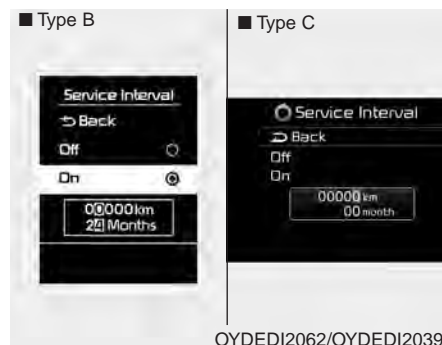 ■ Type B
Service Interval
Back
Off
On
00000km
24 Months
■ Type C
Service Interval
Back
Off
On
00000 km
00 month
OYDEDI2062/OYDEDI2039